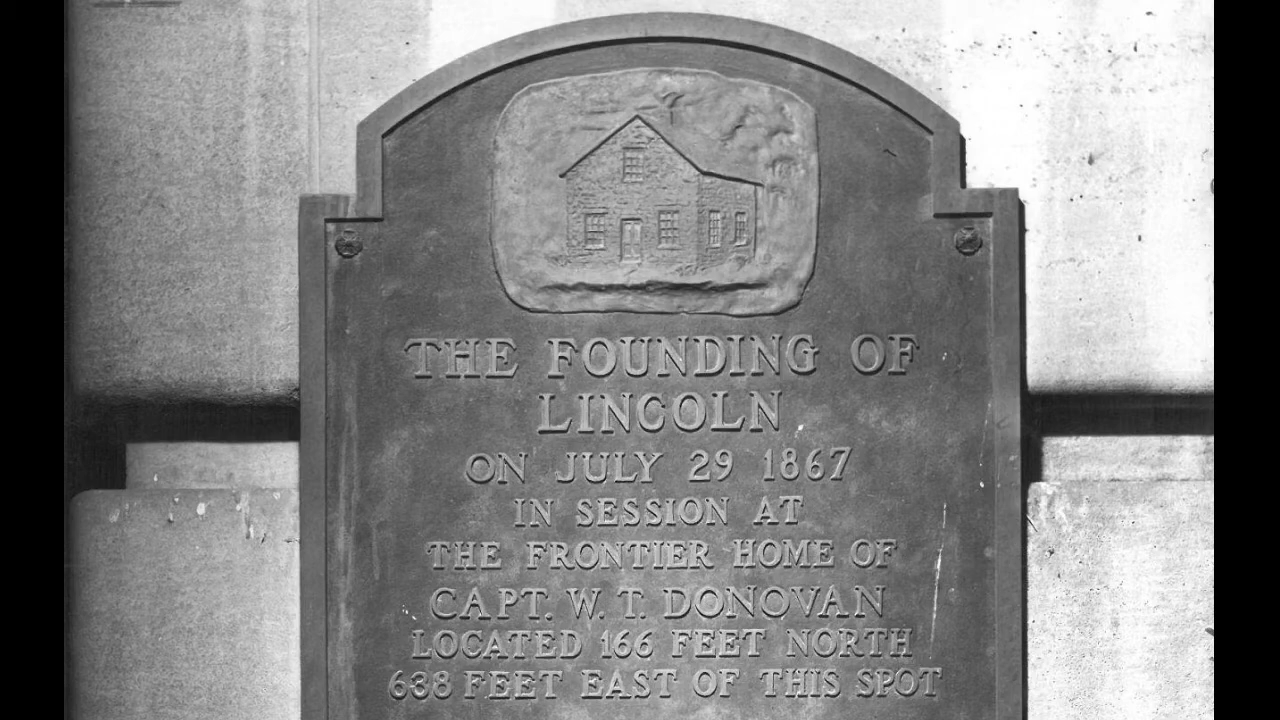 THE FOUNDING OF
LINCOLN
ON JULY 29 1867
IN SESSION AT
THE FRONTIER HOME OF
CAPT. W. T. DONOVAN
LOCATED 166 FEET NORTH
638 FEET EAST OF THIS SPOT